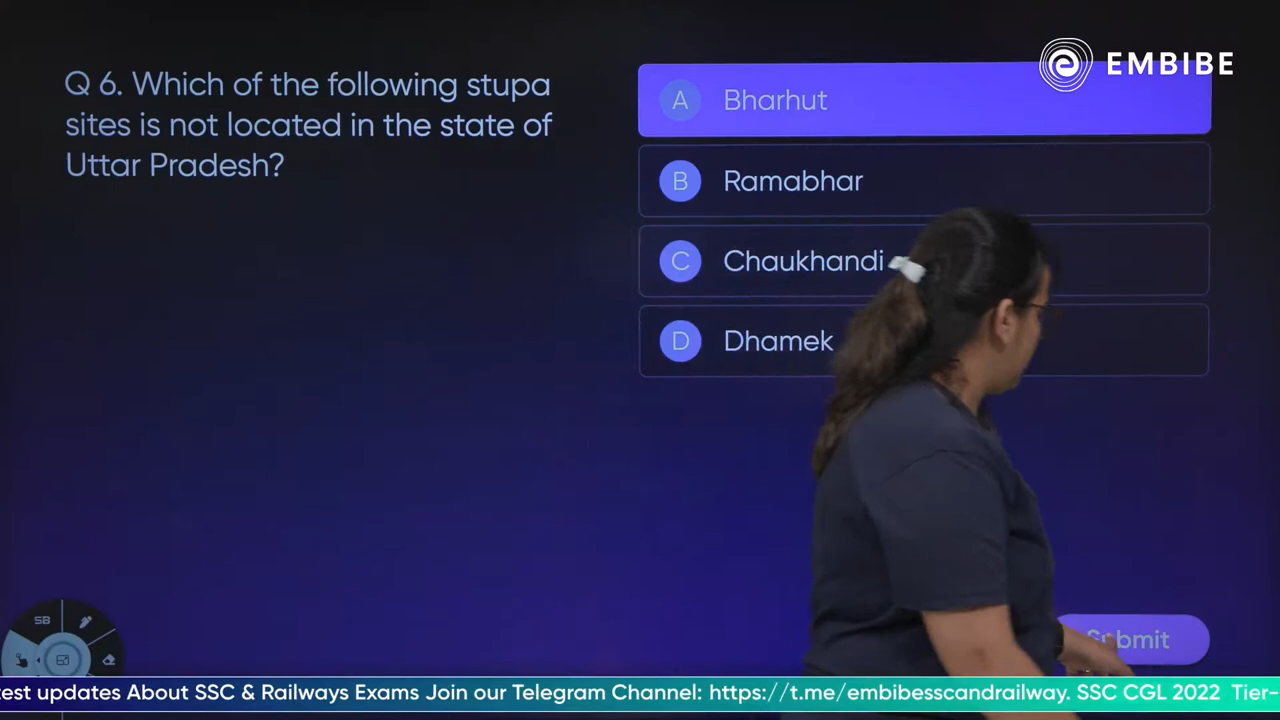 EMBIBE
Q 6. Which of the following stupa
sites is not located in the state of
Uttar Pradesh?
A Bharhut
B Ramabhar
C Chaukhandi
D Dhamek
SB
Submit
test updates About SSC & Railways Exams Join our Telegram Channel: https://t.me/embibesscandrailway. SSC CGL 2022 Tier-